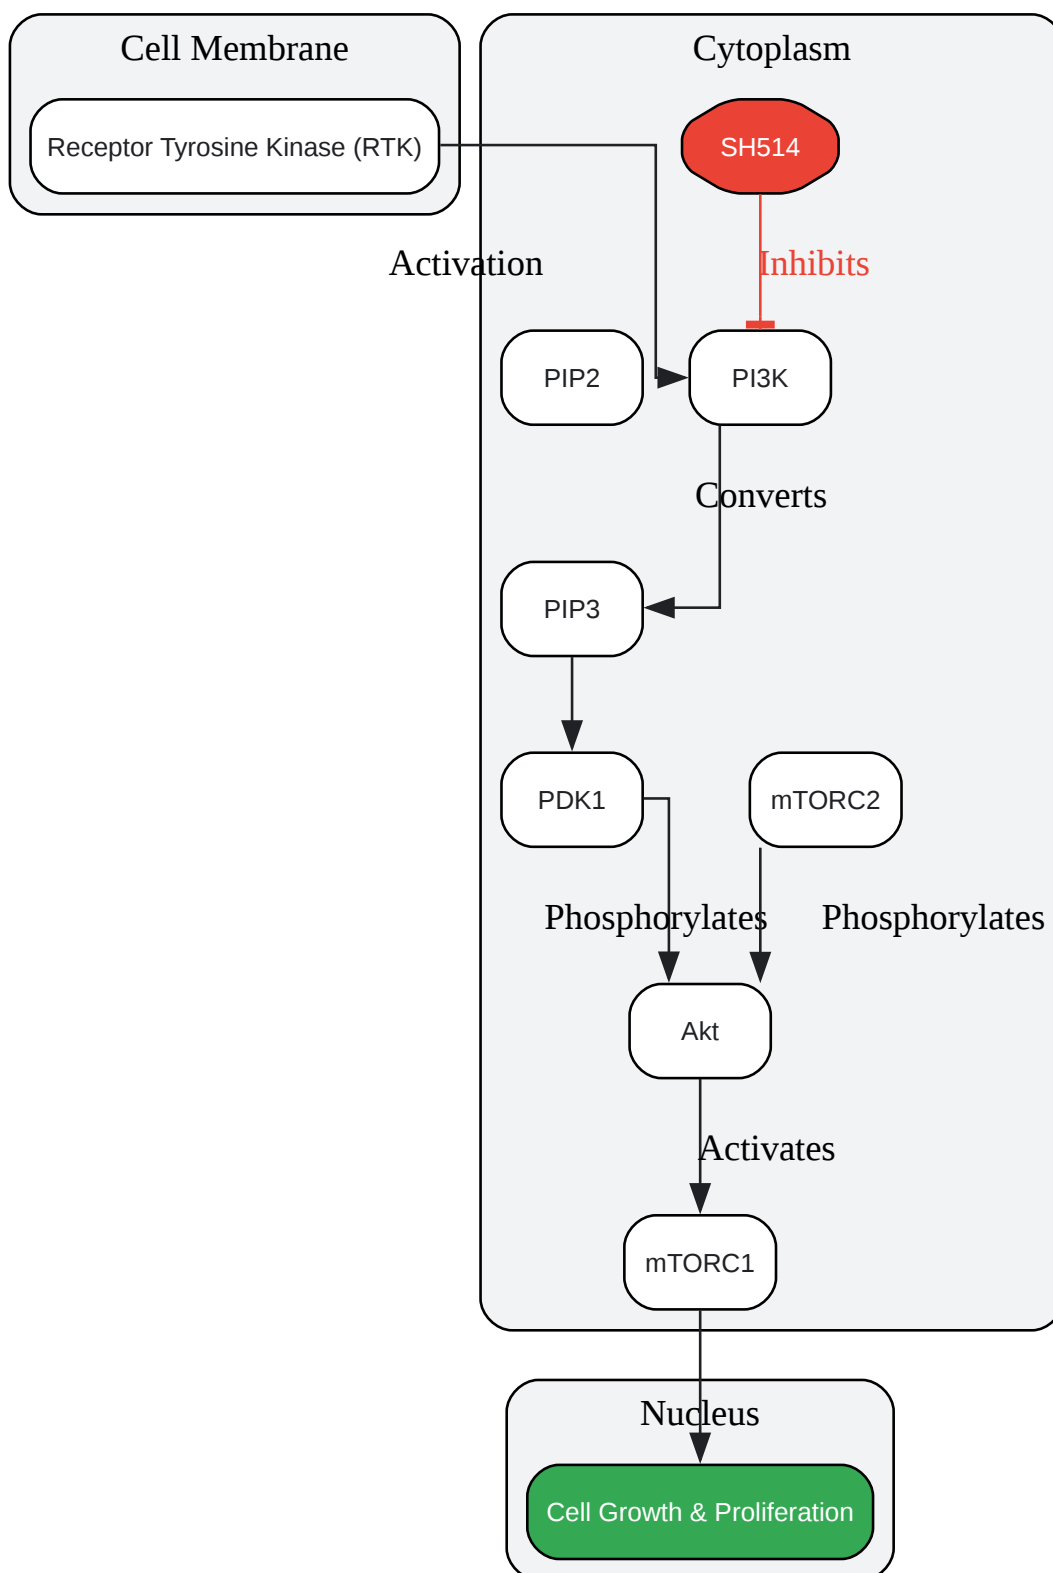 Cell Membrane
Cytoplasm
Receptor Tyrosine Kinase (RTK)
SH514
Activation
Inhibits
PIP2
PI3K
Converts
PIP3
PDK1
mTORC2
Phosphorylates
Phosphorylates
Akt
Activates
mTORC1
Nucleus
Cell Growth & Proliferation